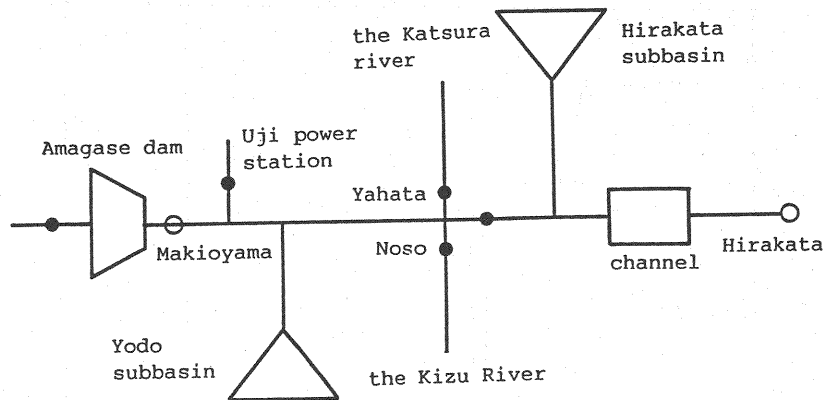 the Katsura
river
Hirakata
subbasin
Amagase dam
Uji power
station
Yahata
Makioyama
Noso
channel
Hirakata
Yodo
subbasin
the Kizu River